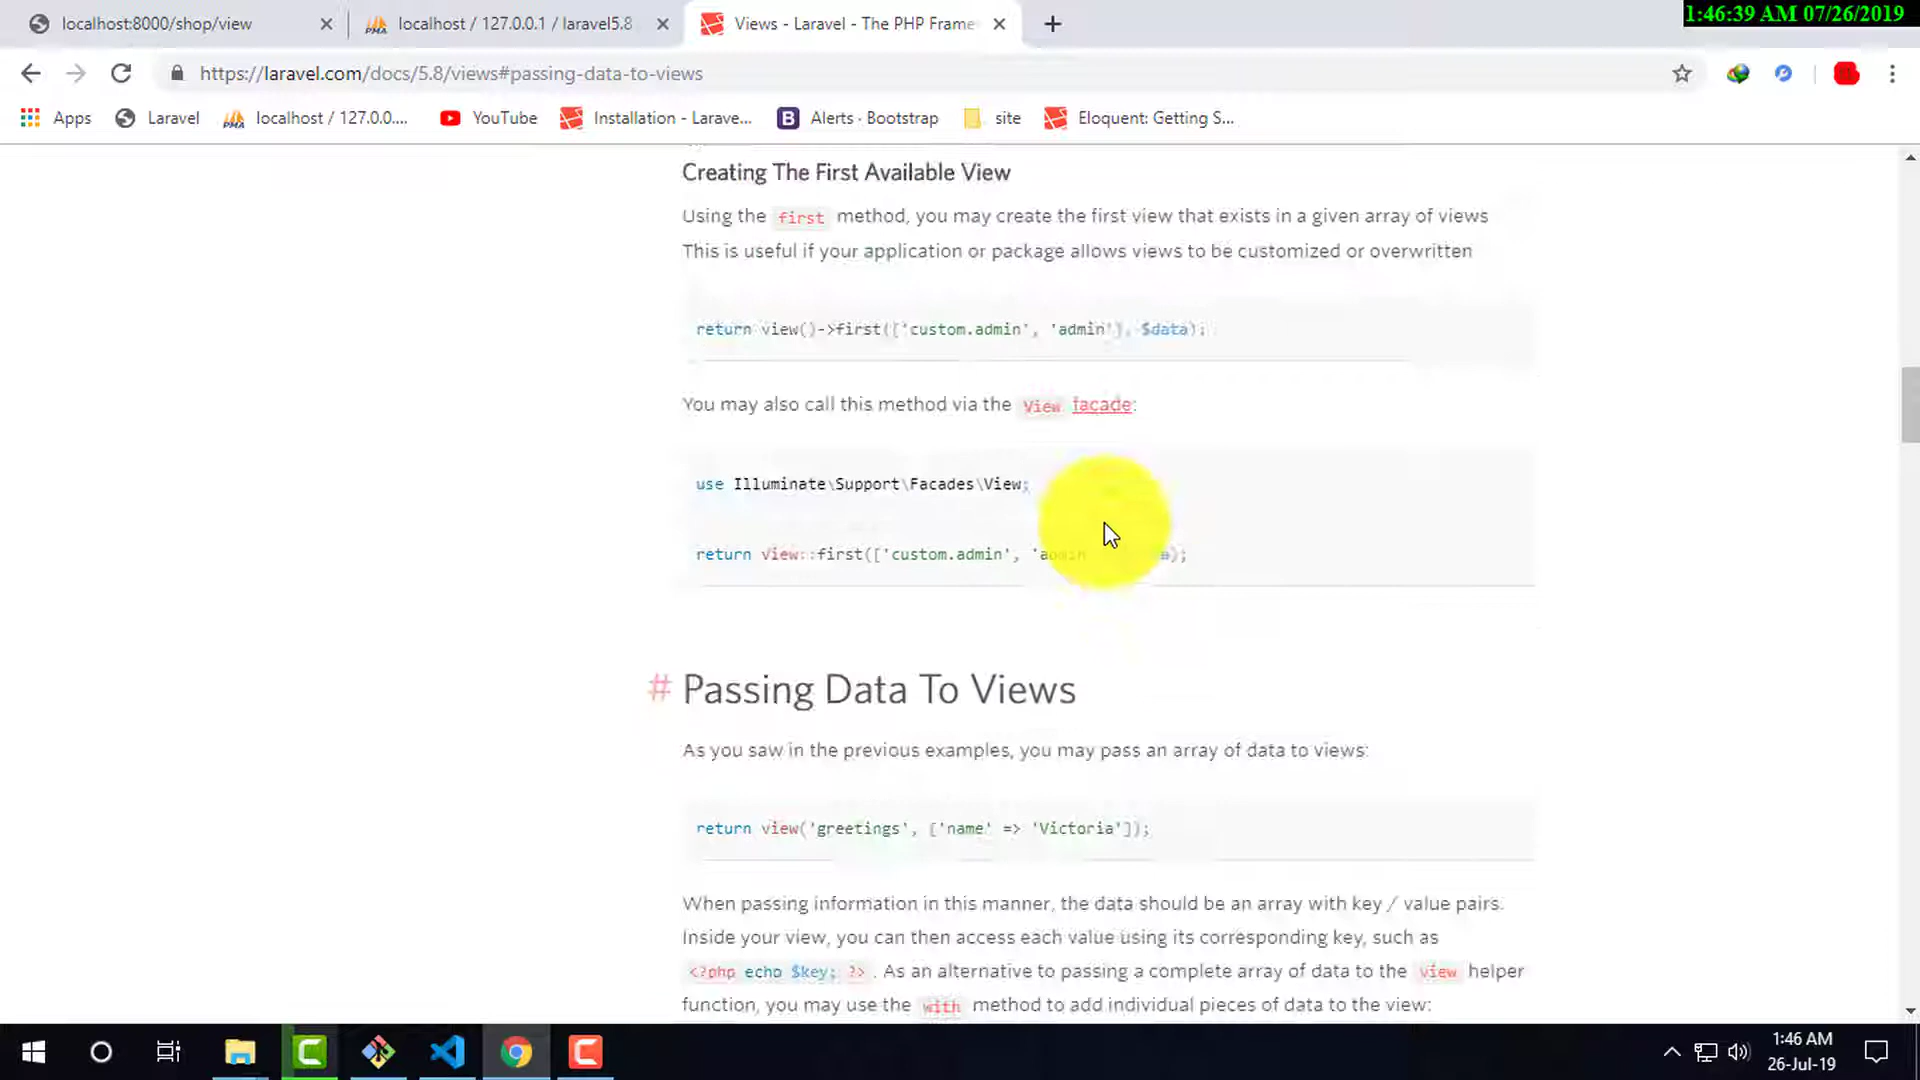 1:46:39 AM 07/26/2019
localhost:8000/shop/view
localhost / 127.0.0.1 / laravel5.8
Views - Laravel - The PHP Frame
https://laravel.com/docs/5.8/views#passing-data-to-views
Apps
Laravel
localhost / 127.0.0....
YouTube
Installation - Larave...
Alerts · Bootstrap
site
Eloquent: Getting S...
Creating The First Available View
Using the first method, you may create the first view that exists in a given array of views
This is useful if your application or package allows views to be customized or overwritten
return view()->first(['custom.admin', 'admin'], $data);
You may also call this method via the View facade:
use Illuminate\Support\Facades\View;
return view::first(['custom.admin', 'admin
# Passing Data To Views
As you saw in the previous examples, you may pass an array of data to views:
return view('greetings', ['name' => 'Victoria']);
When passing information in this manner, the data should be an array with key / value pairs.
Inside your view, you can then access each value using its corresponding key, such as
<?php echo $key; ?> . As an alternative to passing a complete array of data to the view helper
function, you may use the with method to add individual pieces of data to the view:
1:46 AM
26-Jul-19